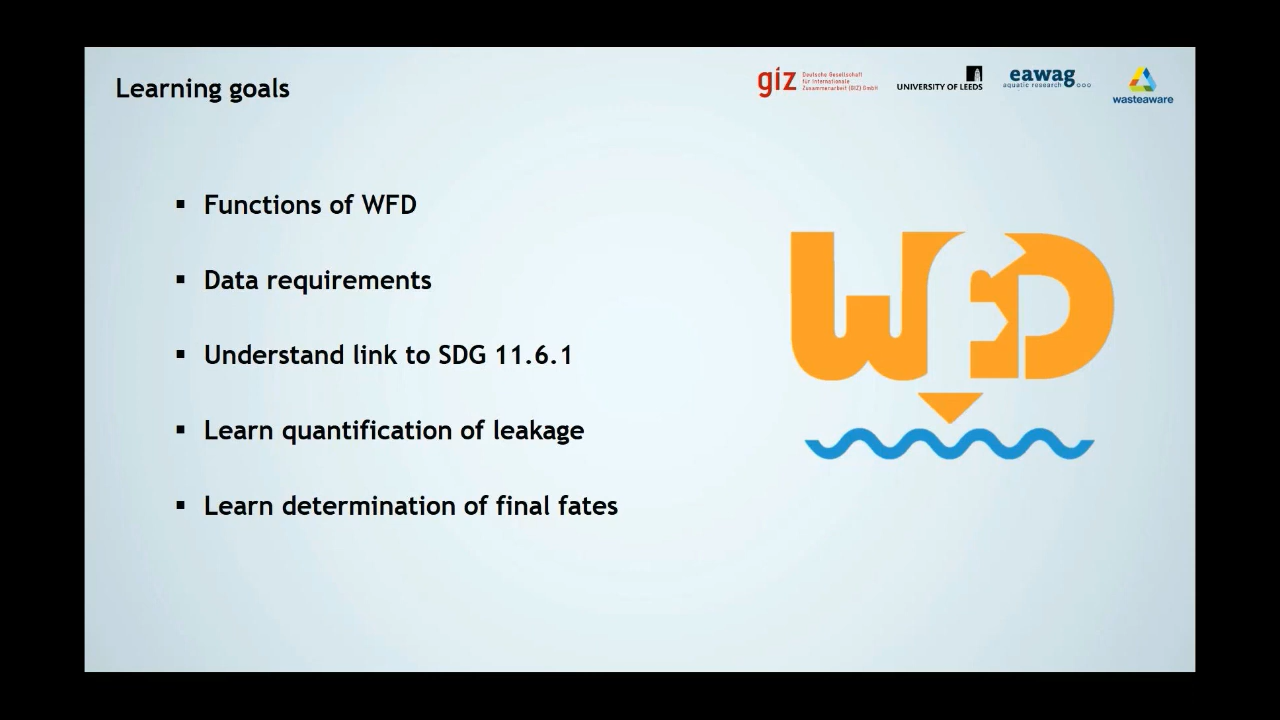 Learning goals
giz Deutsche Gesellschaft
für Internationale
Zusammenarbeit (GIZ) GmbH
UNIVERSITY OF LEEDS
eawag
aquatic research
wasteaware
▪ Functions of WFD
▪ Data requirements
▪ Understand link to SDG 11.6.1
▪ Learn quantification of leakage
▪ Learn determination of final fates
WFD